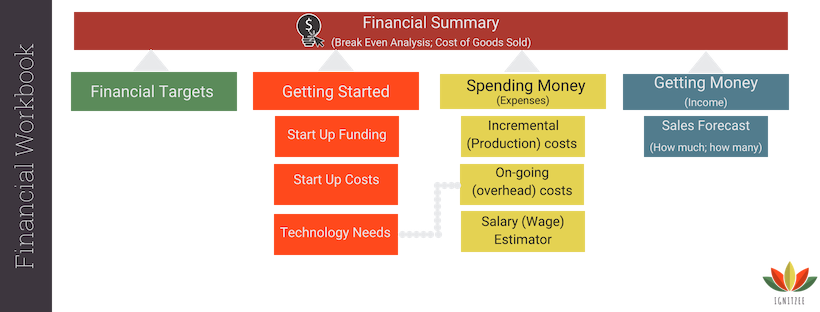 Financial Workbook
$
Financial Summary
(Break Even Analysis; Cost of Goods Sold)
Financial Targets
Getting Started
Start Up Funding
Start Up Costs
Technology Needs
Spending Money
(Expenses)
Incremental
(Production) costs
On-going
(overhead) costs
Salary (Wage)
Estimator
Getting Money
(Income)
Sales Forecast
(How much; how many)
IGNITZEE